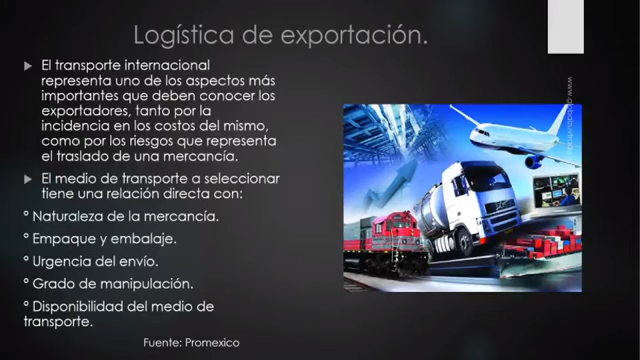 Logística de exportación.
El transporte internacional
representa uno de los aspectos más
importantes que deben conocer los
exportadores, tanto por la
incidencia en los costos del mismo,
como por los riesgos que representa
el traslado de una mercancía.
El medio de transporte a seleccionar
tiene una relación directa con:
° Naturaleza de la mercancía.
° Empaque y embalaje.
° Urgencia del envío.
° Grado de manipulación.
° Disponibilidad del medio de
transporte.
Fuente: Promexico